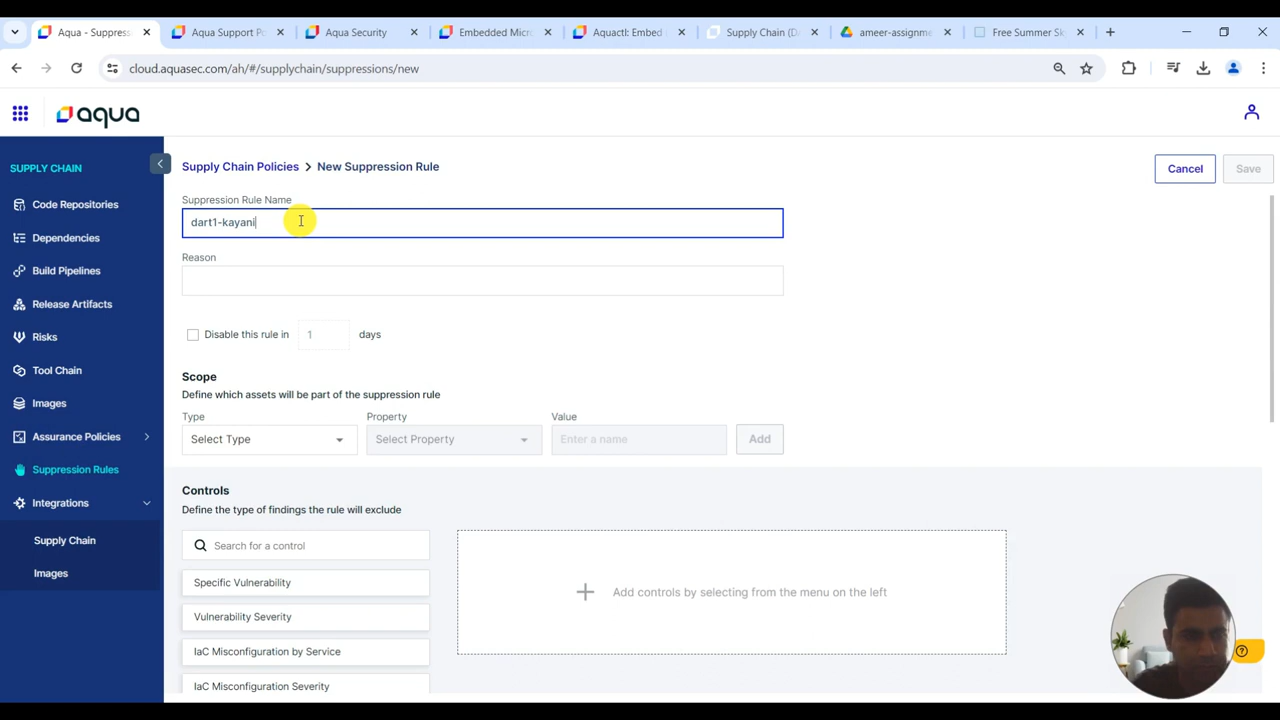 Aqua - Suppress
Aqua Support Po
Aqua Security
Embedded Micr
Aquactl: Embed
Supply Chain (D
ameer-assignme
Free Summer Sk
cloud.aquasec.com/ah/#/supplychain/suppressions/new
aqua
SUPPLY CHAIN
Code Repositories
Dependencies
Build Pipelines
Release Artifacts
Risks
Tool Chain
Images
Assurance Policies
Suppression Rules
Integrations
Supply Chain
Images
Supply Chain Policies > New Suppression Rule
Cancel
Save
Suppression Rule Name
dart1-kayani
Reason
Disable this rule in 1 days
Scope
Define which assets will be part of the suppression rule
Type Property Value
Select Type Select Property Enter a name Add
Controls
Define the type of findings the rule will exclude
Search for a control
Specific Vulnerability
Vulnerability Severity
IaC Misconfiguration by Service
IaC Misconfiguration Severity
Add controls by selecting from the menu on the left